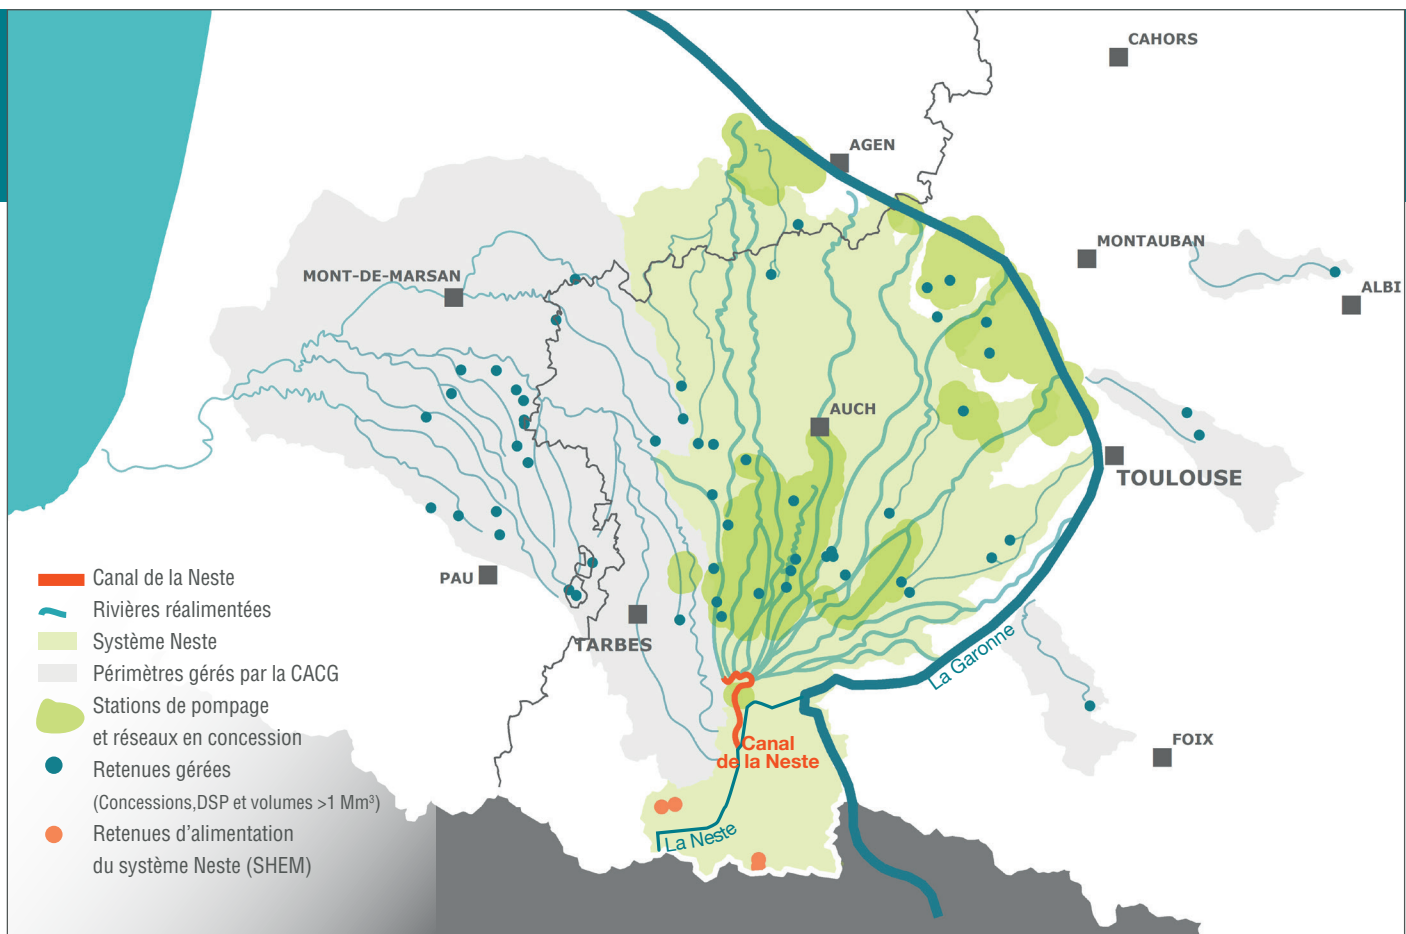 CAHORS
AGEN
MONTAUBAN
MONT-DE-MARSAN
ALBI
AUCH
TOULOUSE
PAU
TARBES
La Garonne
FOIX
Canal
de la Neste
La Neste
Canal de la Neste
Rivières réalimentées
Système Neste
Périmètres gérés par la CACG
Stations de pompage
et réseaux en concession
Retenues gérées
(Concessions,DSP et volumes >1 Mm³)
Retenues d'alimentation
du système Neste (SHEM)